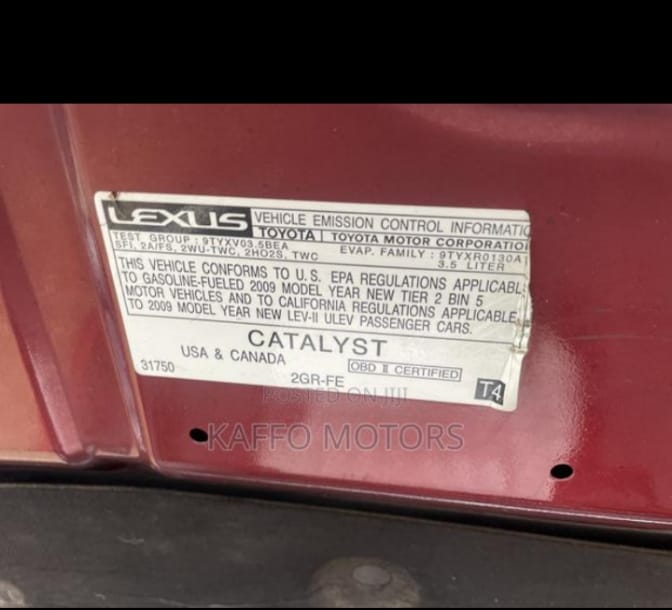 LEXUS VEHICLE EMISSION CONTROL INFORMATIO
TOYOTA TOYOTA MOTOR CORPORATIO
TEST GROUP : 9TYXV03.5BEA EVAP. FAMILY : 9TYXR0130A1
SFI, 2A/FS, 2WU-TWC, 2HO2S, TWC 3.5 LITER
THIS VEHICLE CONFORMS TO U.S. EPA REGULATIONS APPLICABL
TO GASOLINE-FUELED 2009 MODEL YEAR NEW TIER 2 BIN 5
MOTOR VEHICLES AND TO CALIFORNIA REGULATIONS APPLICABLE
TO 2009 MODEL YEAR NEW LEV-II ULEV PASSENGER CARS.
CATALYST
USA & CANADA OBD II CERTIFIED
31750
2GR-FE
T4
POSTED ON JIJI
KAFFO MOTORS